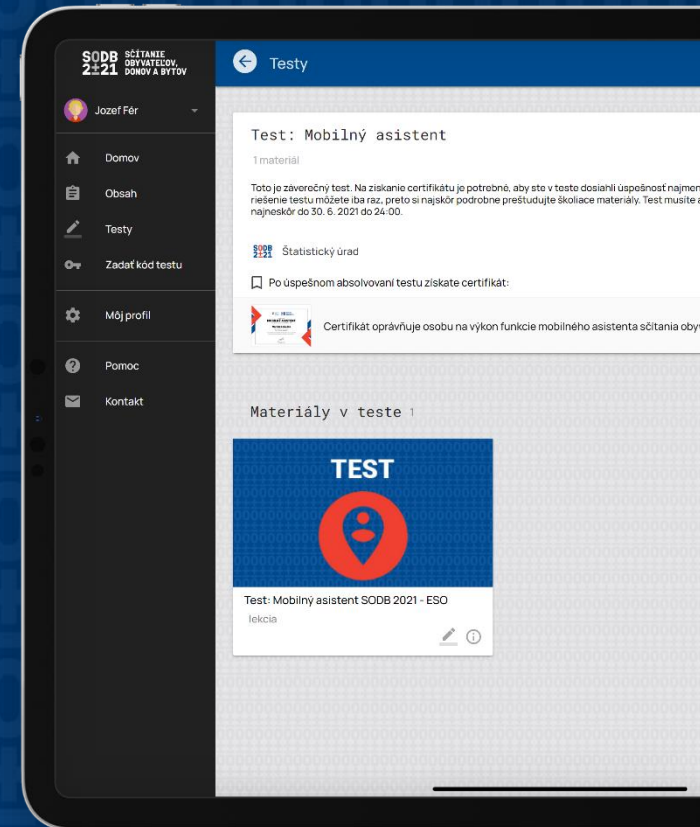 SODB SČÍTANIE
2±21 OBYVATEĽOV,
DOMOV A BYTOV
Jozef Fér
Domov
Obsah
Testy
Zadať kód testu
Môj profil
Pomoc
Kontakt
Testy
Test: Mobilný asistent
1 materiál
Toto je záverečný test. Na získanie certifikátu je potrebné, aby ste v teste dosiahli úspešnosť najmen
riešenie testu môžete iba raz, preto si najskôr podrobne preštudujte školiace materiály. Test musíte a
najneskôr do 30. 6. 2021 do 24:00.
SODB
2±21
Štatistický úrad
Po úspešnom absolvovaní testu získate certifikát:
Certifikát oprávňuje osobu na výkon funkcie mobilného asistenta sčítania oby
Materiály v teste 1
TEST
Test: Mobilný asistent SODB 2021 - ESO
lekcia